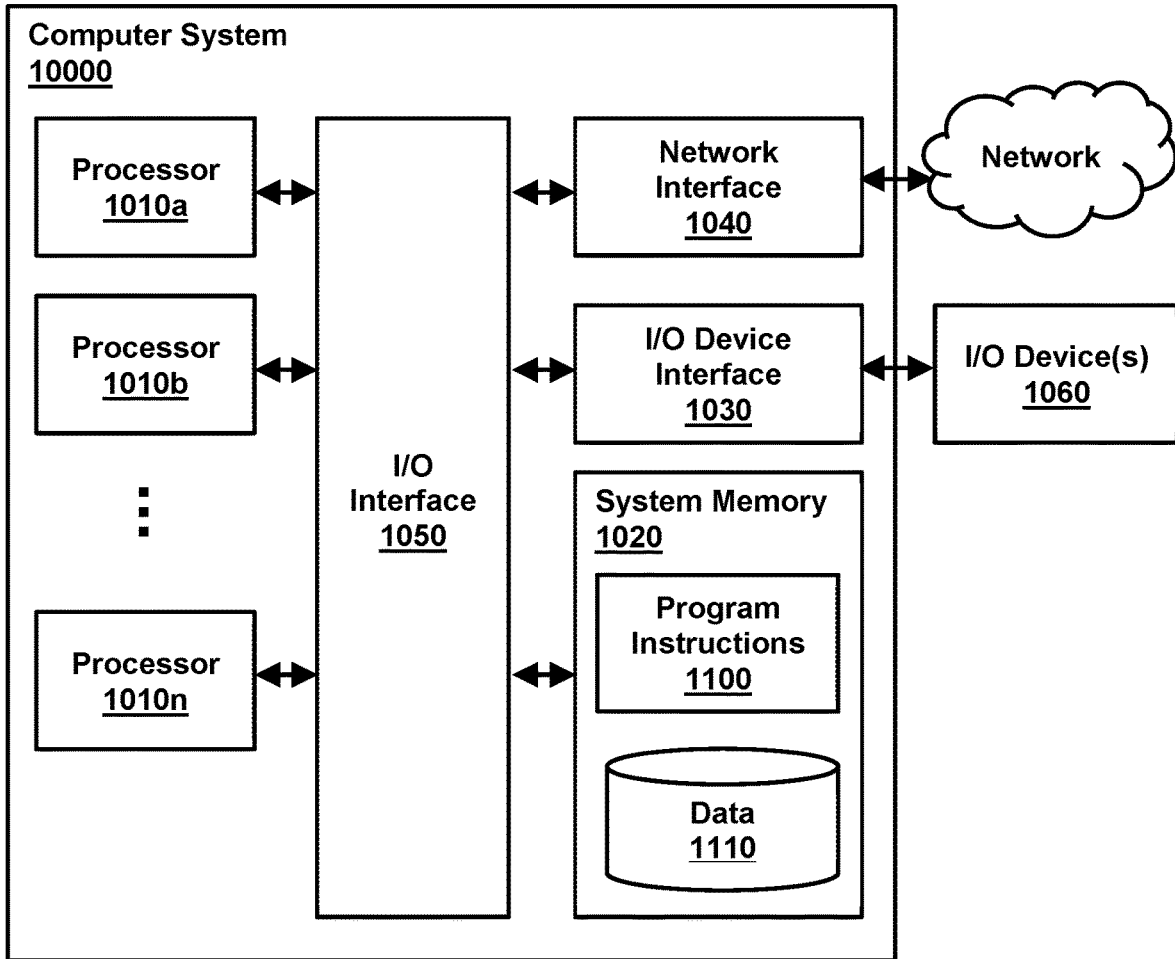 Computer System
10000
Processor
1010a
Processor
1010b
Processor
1010n
I/O
Interface
1050
Network
Interface
1040
I/O Device
Interface
1030
System Memory
1020
Program
Instructions
1100
Data
1110
Network
I/O Device(s)
1060